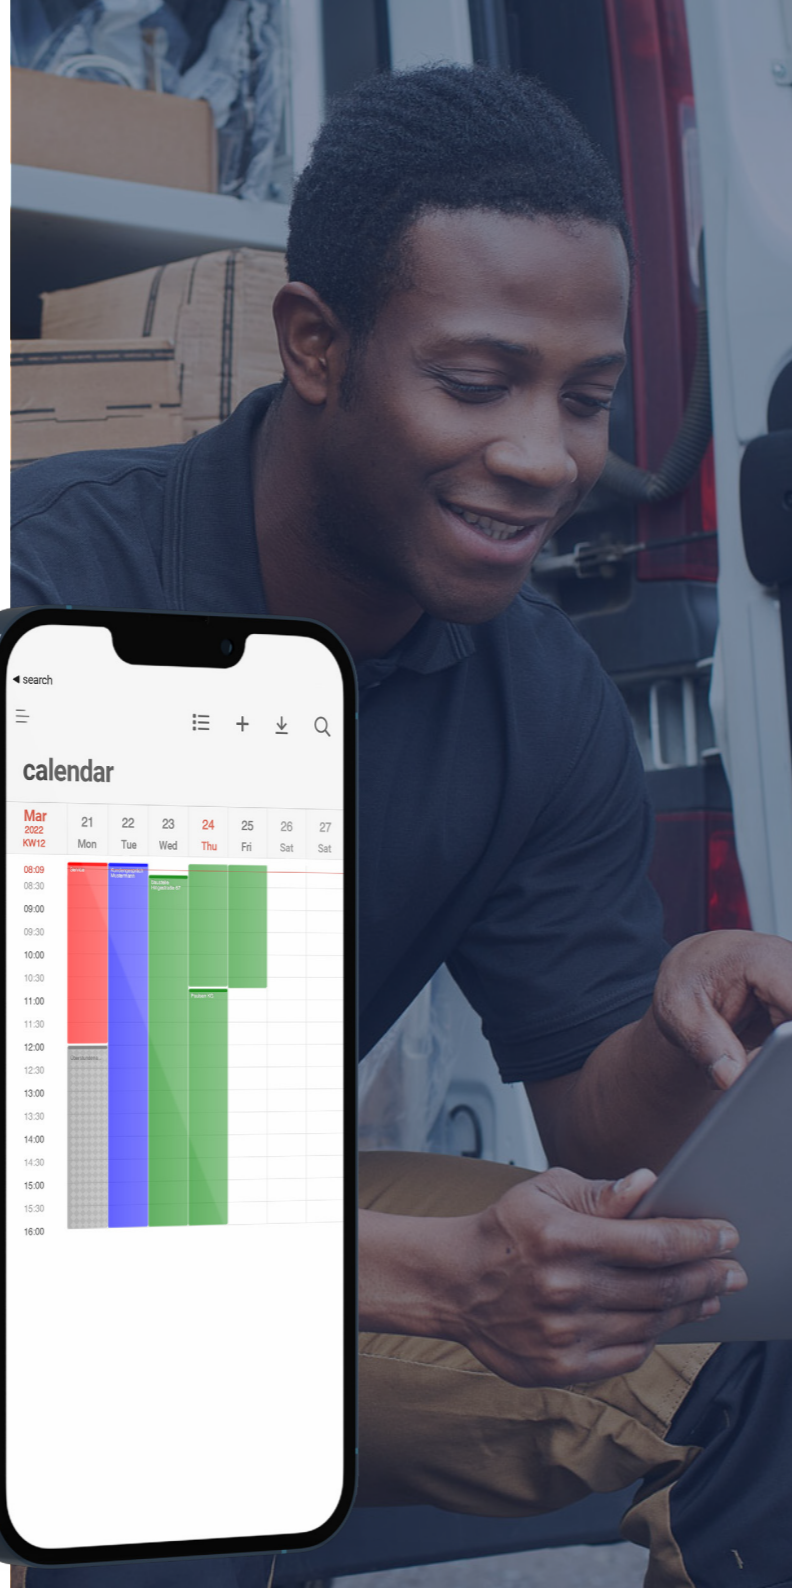 ◀ search
calendar
Mar 2022 KW12
21 Mon
22 Tue
23 Wed
24 Thu
25 Fri
26 Sat
27 Sat
08:09
08:30
09:00
09:30
10:00
10:30
11:00
11:30
12:00
12:30
13:00
13:30
14:00
14:30
15:00
15:30
16:00